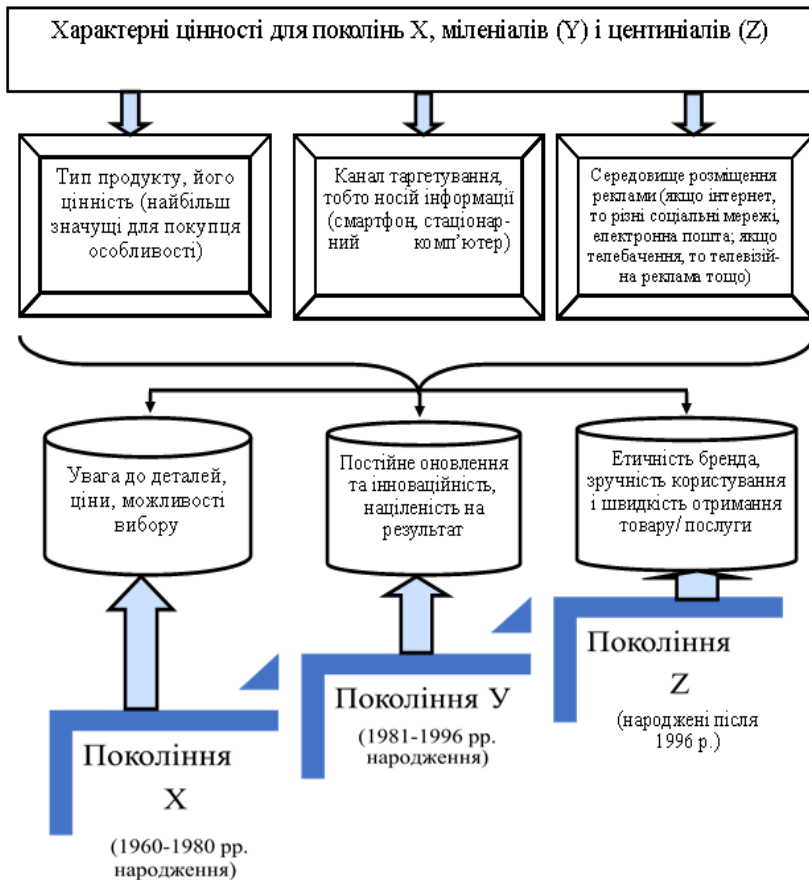 Характерні цінності для поколінь X, міленіалів (Y) і центиніалів (Z)
Тип продукту, його
цінність (найбільш
значущі для покупця
особливості)
Канал таргетування,
тобто носій інформації
(смартфон, стаціонар-
ний комп’ютер)
Середовище розміщення
реклами (якщо інтернет,
то різні соціальні мережі,
електронна пошта; якщо
телебачення, то телевізій-
на реклама тощо)
Увага до деталей,
ціни, можливості
вибору
Постійне оновлення
та інноваційність,
націленість на
результат
Етичність бренда,
зручність користування
і швидкість отримання
товару/ послуги
Покоління
X
(1960-1980 рр.
народження)
Покоління У
(1981-1996 рр.
народження)
Покоління
Z
(народжені після
1996 р.)